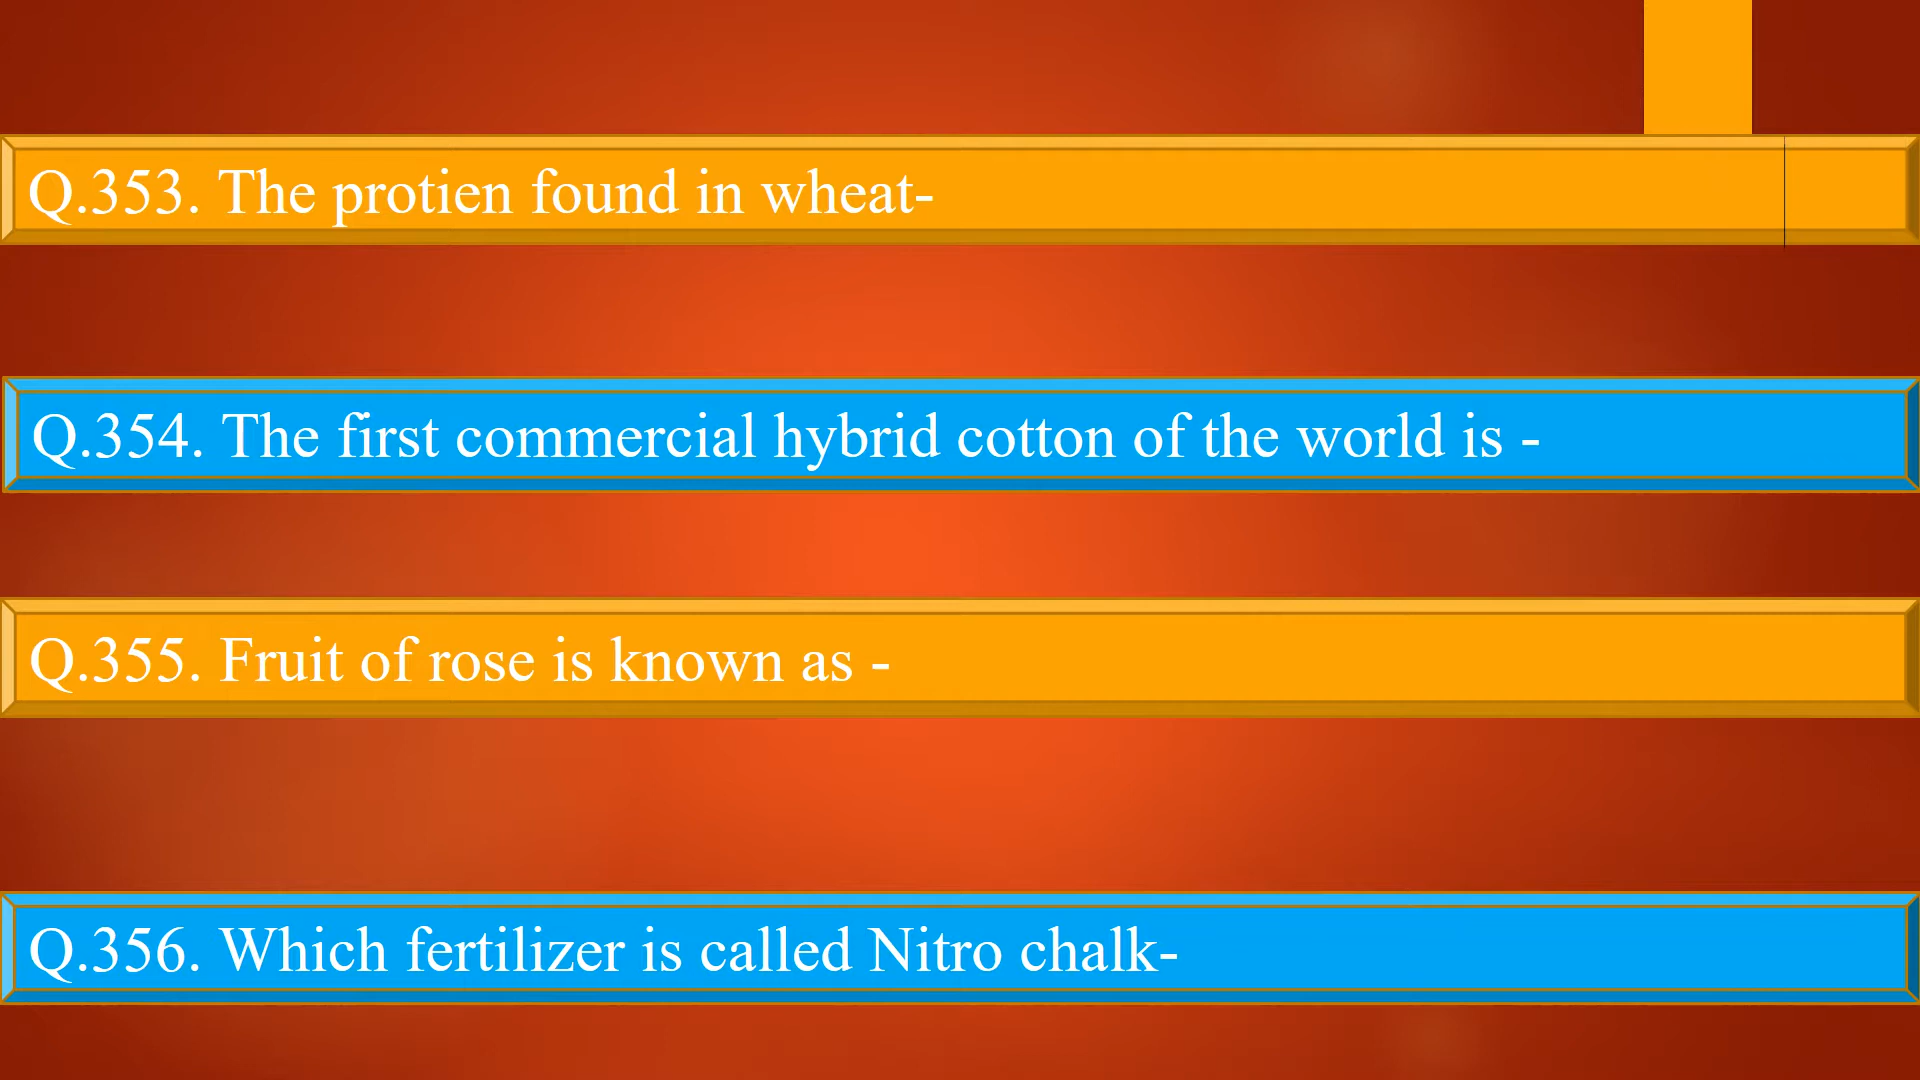 Q.353. The protien found in wheat-
Q.354. The first commercial hybrid cotton of the world is -
Q.355. Fruit of rose is known as -
Q.356. Which fertilizer is called Nitro chalk-